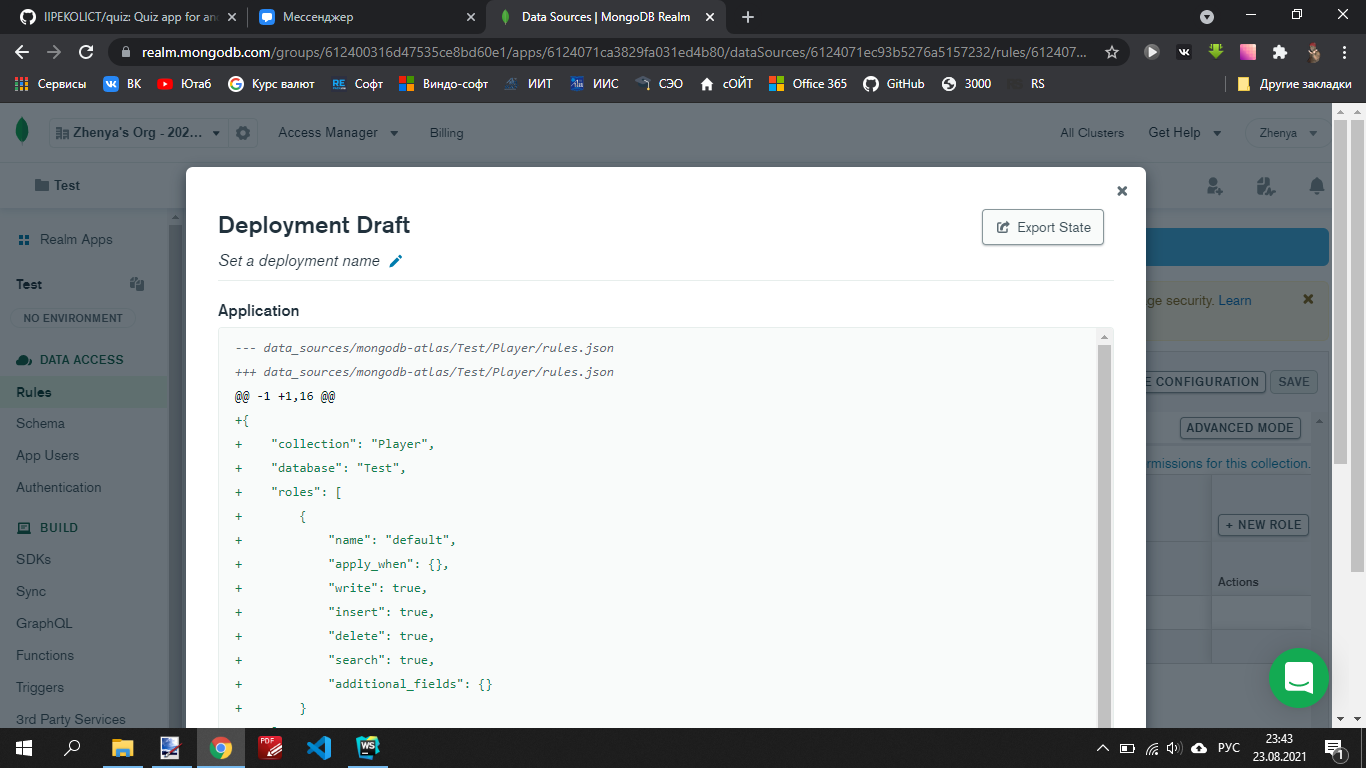 IIPEKOLICT/quiz: Quiz app for an
Мессенджер
Data Sources | MongoDB Realm
realm.mongodb.com/groups/612400316d47535ce8bd60e1/apps/6124071ca3829fa031ed4b80/dataSources/6124071ec93b5276a5157232/rules/612407...
Сервисы ВК Ютаб Курс валют Софт Виндо-софт ИИТ ИИС СЭО сОЙТ Office 365 GitHub 3000 RS Другие закладки
Zhenya's Org - 202... Access Manager Billing All Clusters Get Help Zhenya
Test
Realm Apps
Test
NO ENVIRONMENT
DATA ACCESS
Rules
Schema
App Users
Authentication
BUILD
SDKs
Sync
GraphQL
Functions
Triggers
3rd Party Services
Deployment Draft
Export State
Set a deployment name
Application
--- data_sources/mongodb-atlas/Test/Player/rules.json
+++ data_sources/mongodb-atlas/Test/Player/rules.json
@@ -1 +1,16 @@
+{
+    "collection": "Player",
+    "database": "Test",
+    "roles": [
+        {
+            "name": "default",
+            "apply_when": {},
+            "write": true,
+            "insert": true,
+            "delete": true,
+            "search": true,
+            "additional_fields": {}
+        }
security. Learn
CONFIGURATION SAVE
ADVANCED MODE
for this collection.
+ NEW ROLE
Actions
PDF
WS
РУС
23:43
23.08.2021
1